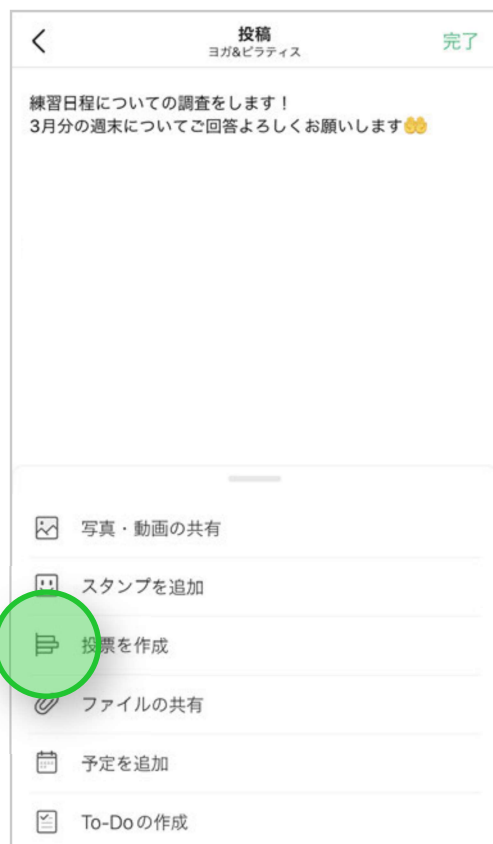 投稿
ヨガ&ピラティス
完了
練習日程についての調査をします！
3月分の週末についてご回答よろしくお願いします🤲
写真・動画の共有
スタンプを追加
投票を作成
ファイルの共有
予定を追加
To-Doの作成